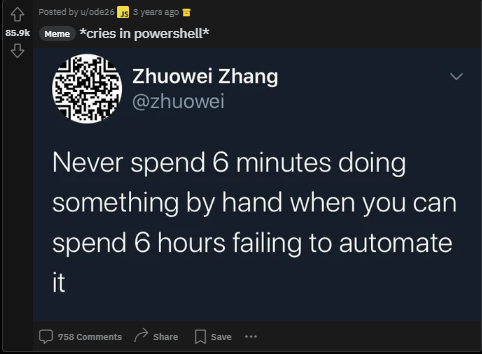 Posted by u/ode26 JS 3 years ago
85.9k Meme *cries in powershell*
Zhuowei Zhang
@zhuowei
Never spend 6 minutes doing
something by hand when you can
spend 6 hours failing to automate
it
758 Comments Share Save